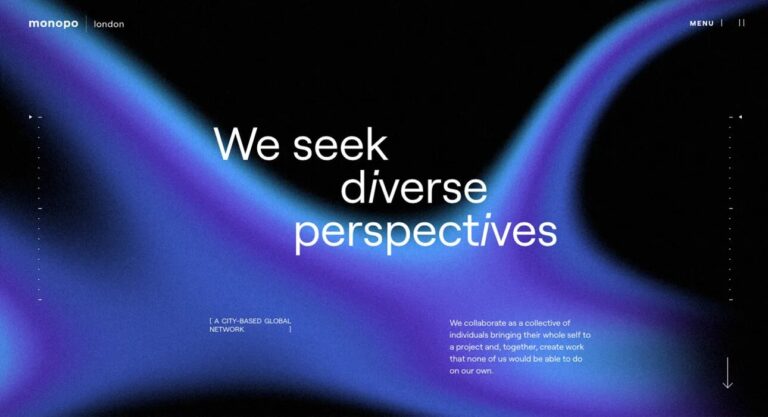 monopo | london
MENU
We seek
diverse
perspectives
[ A CITY-BASED GLOBAL
NETWORK ]
We collaborate as a collective of
individuals bringing their whole self to
a project and, together, create work
that none of us would be able to do
on our own.